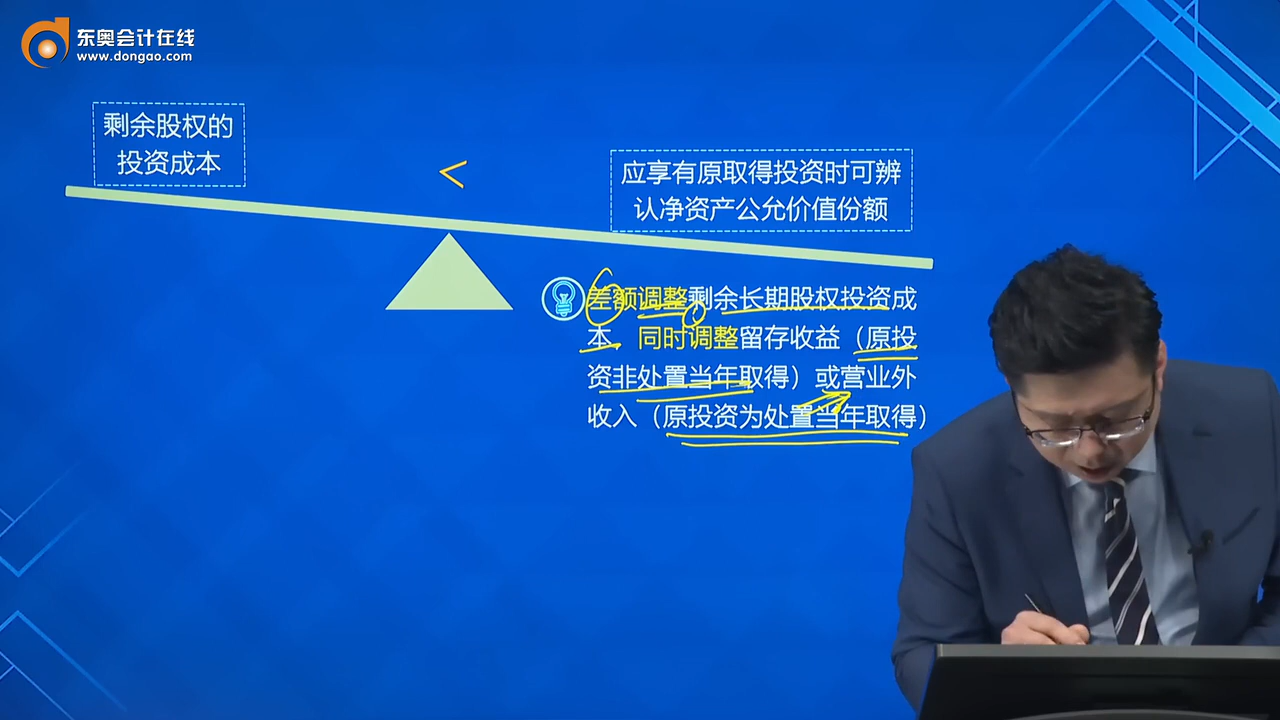 东奥会计在线
www.dongao.com
剩余股权的
投资成本
<
应享有原取得投资时可辨
认净资产公允价值份额
差额调整剩余长期股权投资成
本，同时调整留存收益（原投
资非处置当年取得）或营业外
收入（原投资为处置当年取得）